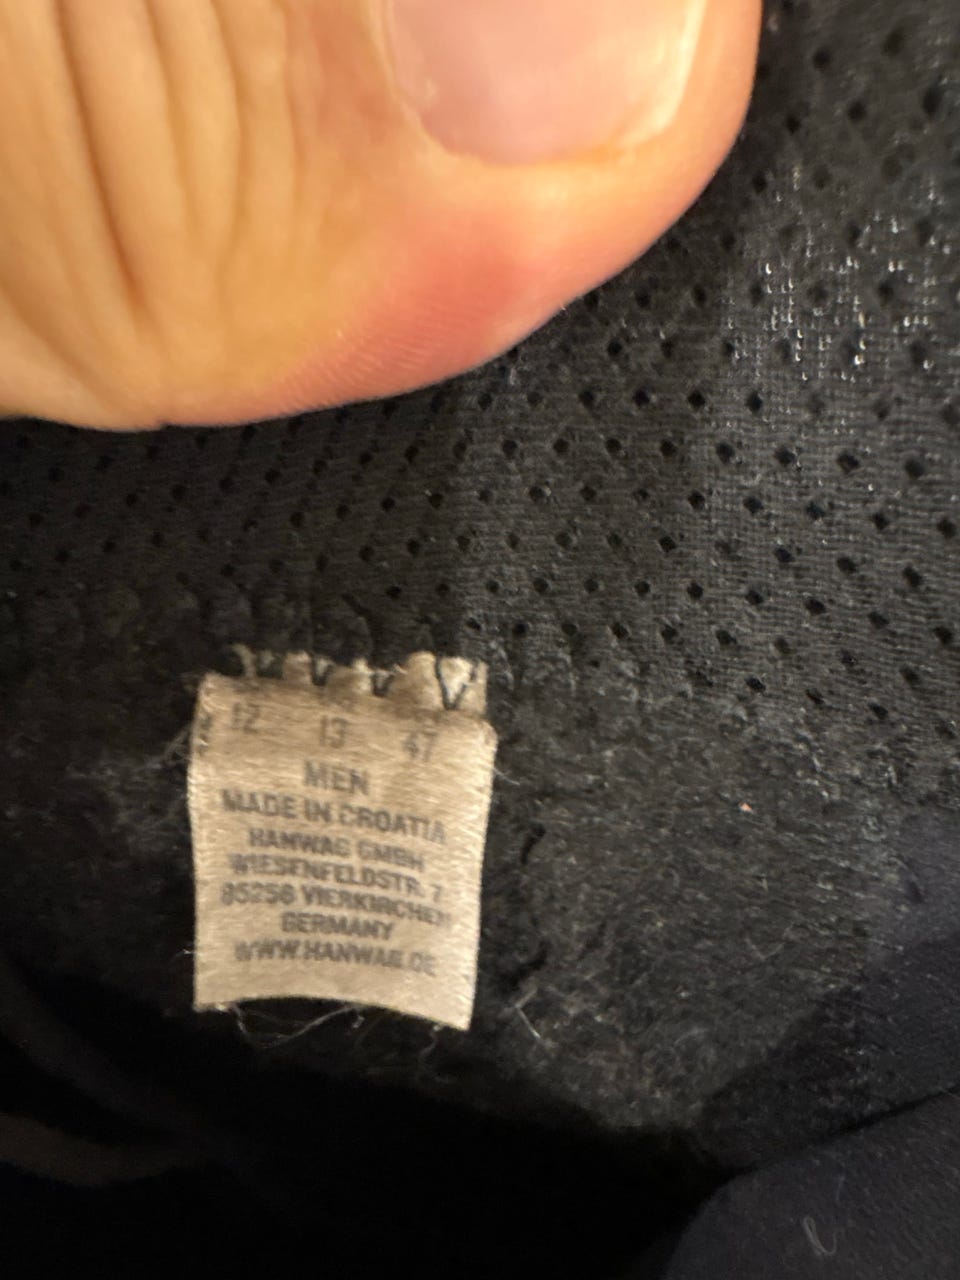 12 13 47
MEN
MADE IN CROATIA
HANWAG GMBH
WIESENFELDSTR. 7
85256 VIERKIRCHEN
GERMANY
WWW.HANWAG.DE